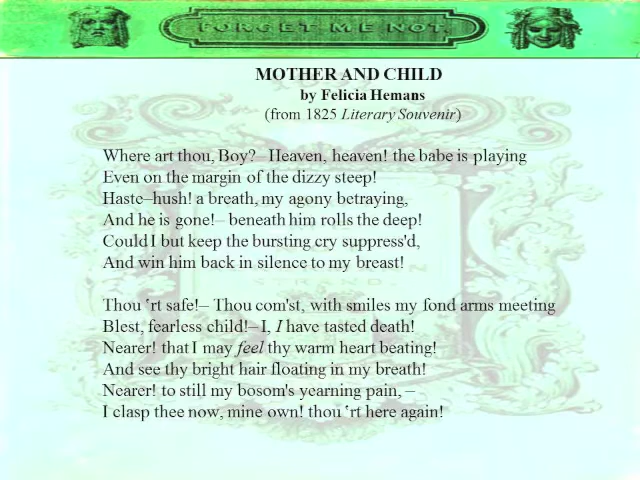 FORGET ME NOT.
MOTHER AND CHILD
by Felicia Hemans
(from 1825 Literary Souvenir)
Where art thou, Boy?– Heaven, heaven! the babe is playing
Even on the margin of the dizzy steep!
Haste–hush! a breath, my agony betraying,
And he is gone!– beneath him rolls the deep!
Could I but keep the bursting cry suppress'd,
And win him back in silence to my breast!
Thou ‛rt safe!– Thou com'st, with smiles my fond arms meeting
Blest, fearless child!– I, I have tasted death!
Nearer! that I may feel thy warm heart beating!
And see thy bright hair floating in my breath!
Nearer! to still my bosom's yearning pain, –
I clasp thee now, mine own! thou ‛rt here again!
STRAND